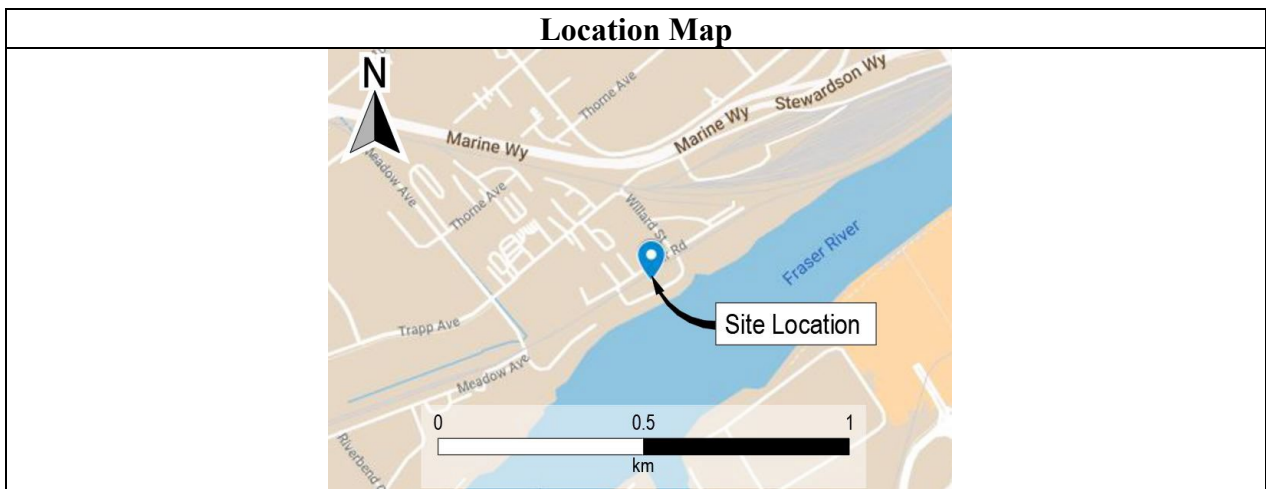 Location Map
N
Thorne Ave
Stewardson Wy
Marine Wy
Marine Wy
Meadow Ave
Thorne Ave
Willard St
Rd
Fraser River
Site Location
Trapp Ave
Meadow Ave
Riverbend
0 0.5 1
km